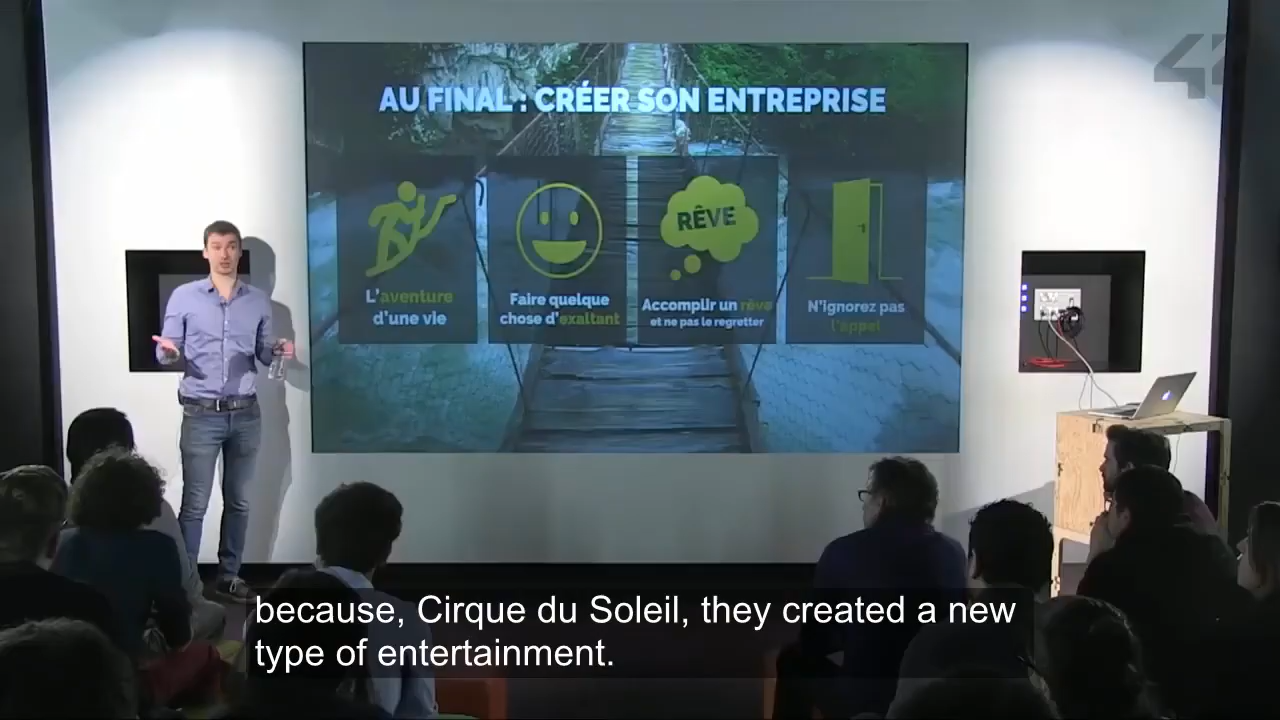 42
AU FINAL : CRÉER SON ENTREPRISE
RÊVE
L'aventure
d'une vie
Faire quelque
chose d'exaltant
Accomplir un rêve
et ne pas le regretter
N'ignorez pas
l'appel
because, Cirque du Soleil, they created a new
type of entertainment.